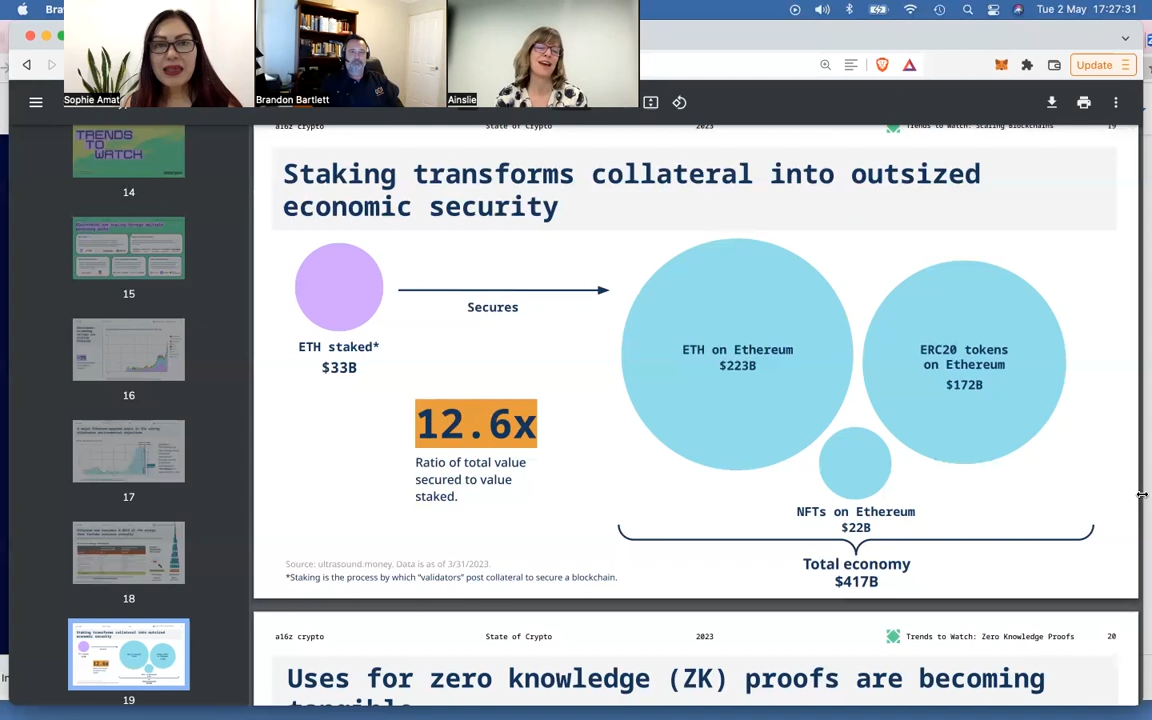 Bra
Tue 2 May 17:27:31
Sophie Amat
Brandon Bartlett
Ainslie
Update
TRENDS
TO
WATCH
14
15
16
17
18
19
a16z crypto
State of Crypto
2023
Trends to Watch: Scaling Blockchains
19
Staking transforms collateral into outsized
economic security
ETH staked*
$33B
Secures
12.6x
Ratio of total value
secured to value
staked.
ETH on Ethereum
$223B
ERC20 tokens
on Ethereum
$172B
NFTs on Ethereum
$22B
Total economy
$417B
Source: ultrasound.money. Data is as of 3/31/2023.
*Staking is the process by which “validators” post collateral to secure a blockchain.
a16z crypto
State of Crypto
2023
Trends to Watch: Zero Knowledge Proofs
20
Uses for zero knowledge (ZK) proofs are becoming
tangible